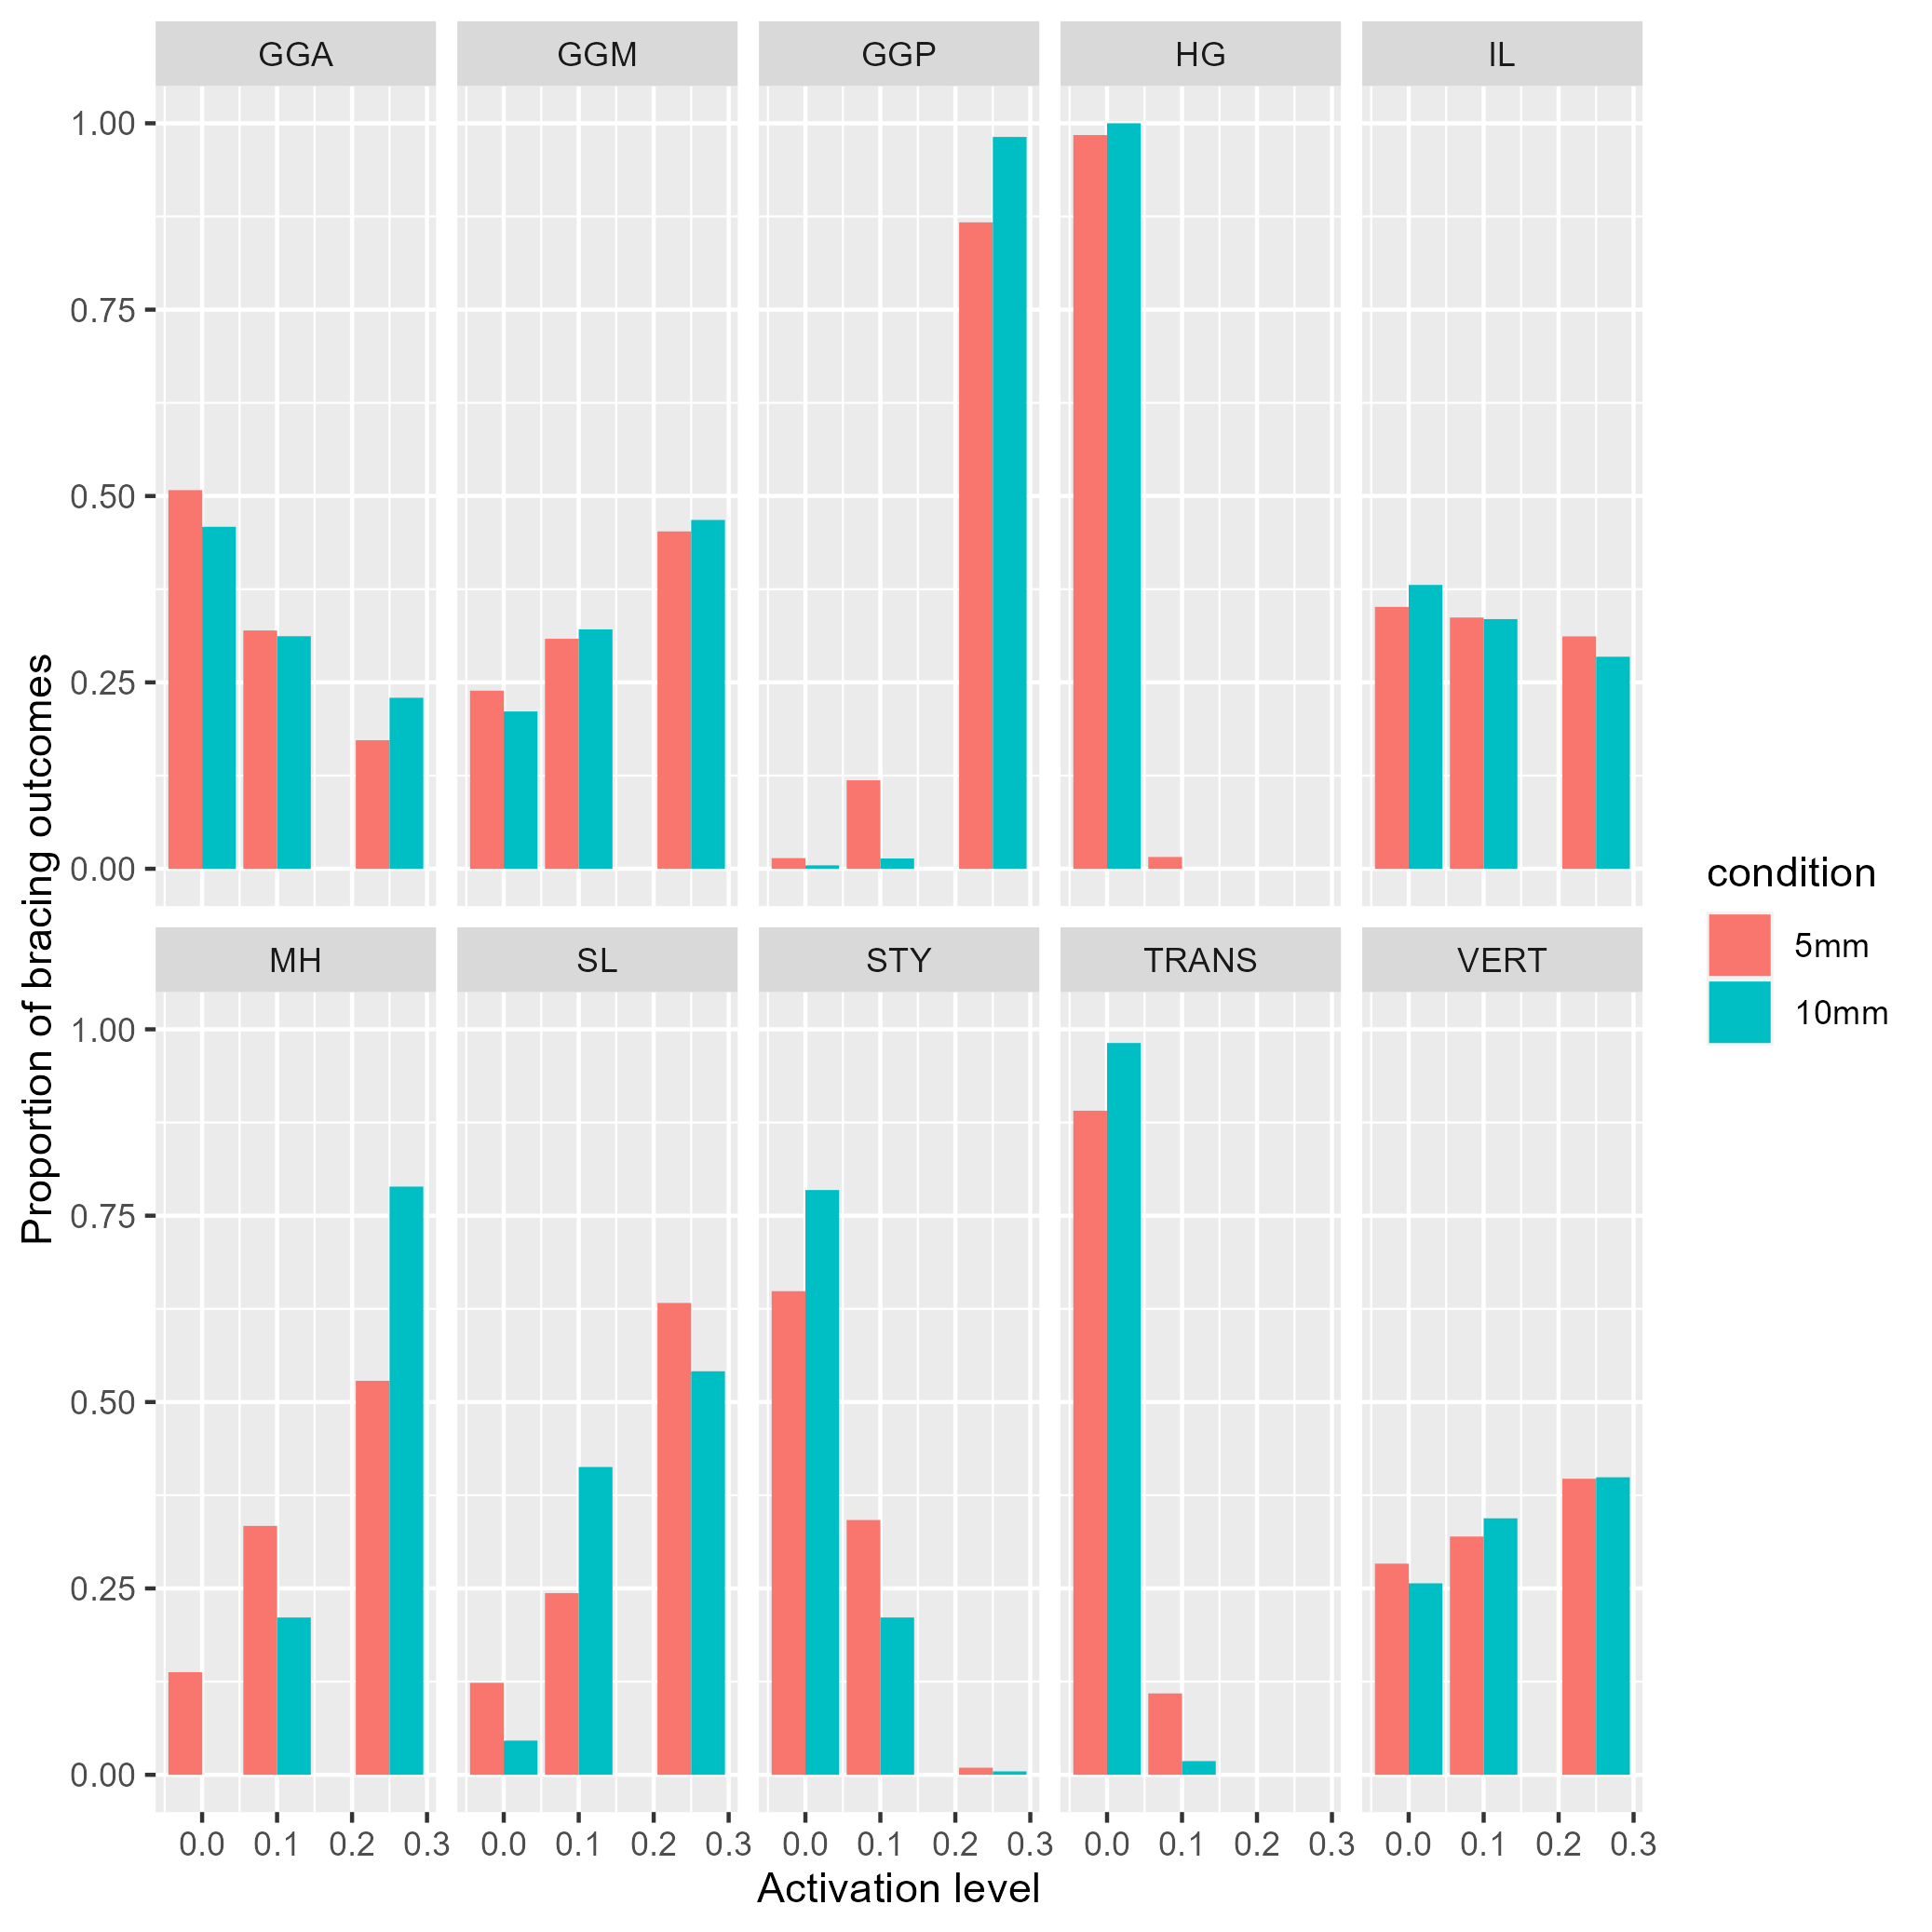 GGA GGM GGP HG IL
1.00
0.75
0.50
0.25
0.00
MH SL STY TRANS VERT
1.00
0.75
0.50
0.25
0.00
0.0 0.1 0.2 0.3 0.0 0.1 0.2 0.3 0.0 0.1 0.2 0.3 0.0 0.1 0.2 0.3 0.0 0.1 0.2 0.3
Activation level
Proportion of bracing outcomes
condition
5mm
10mm